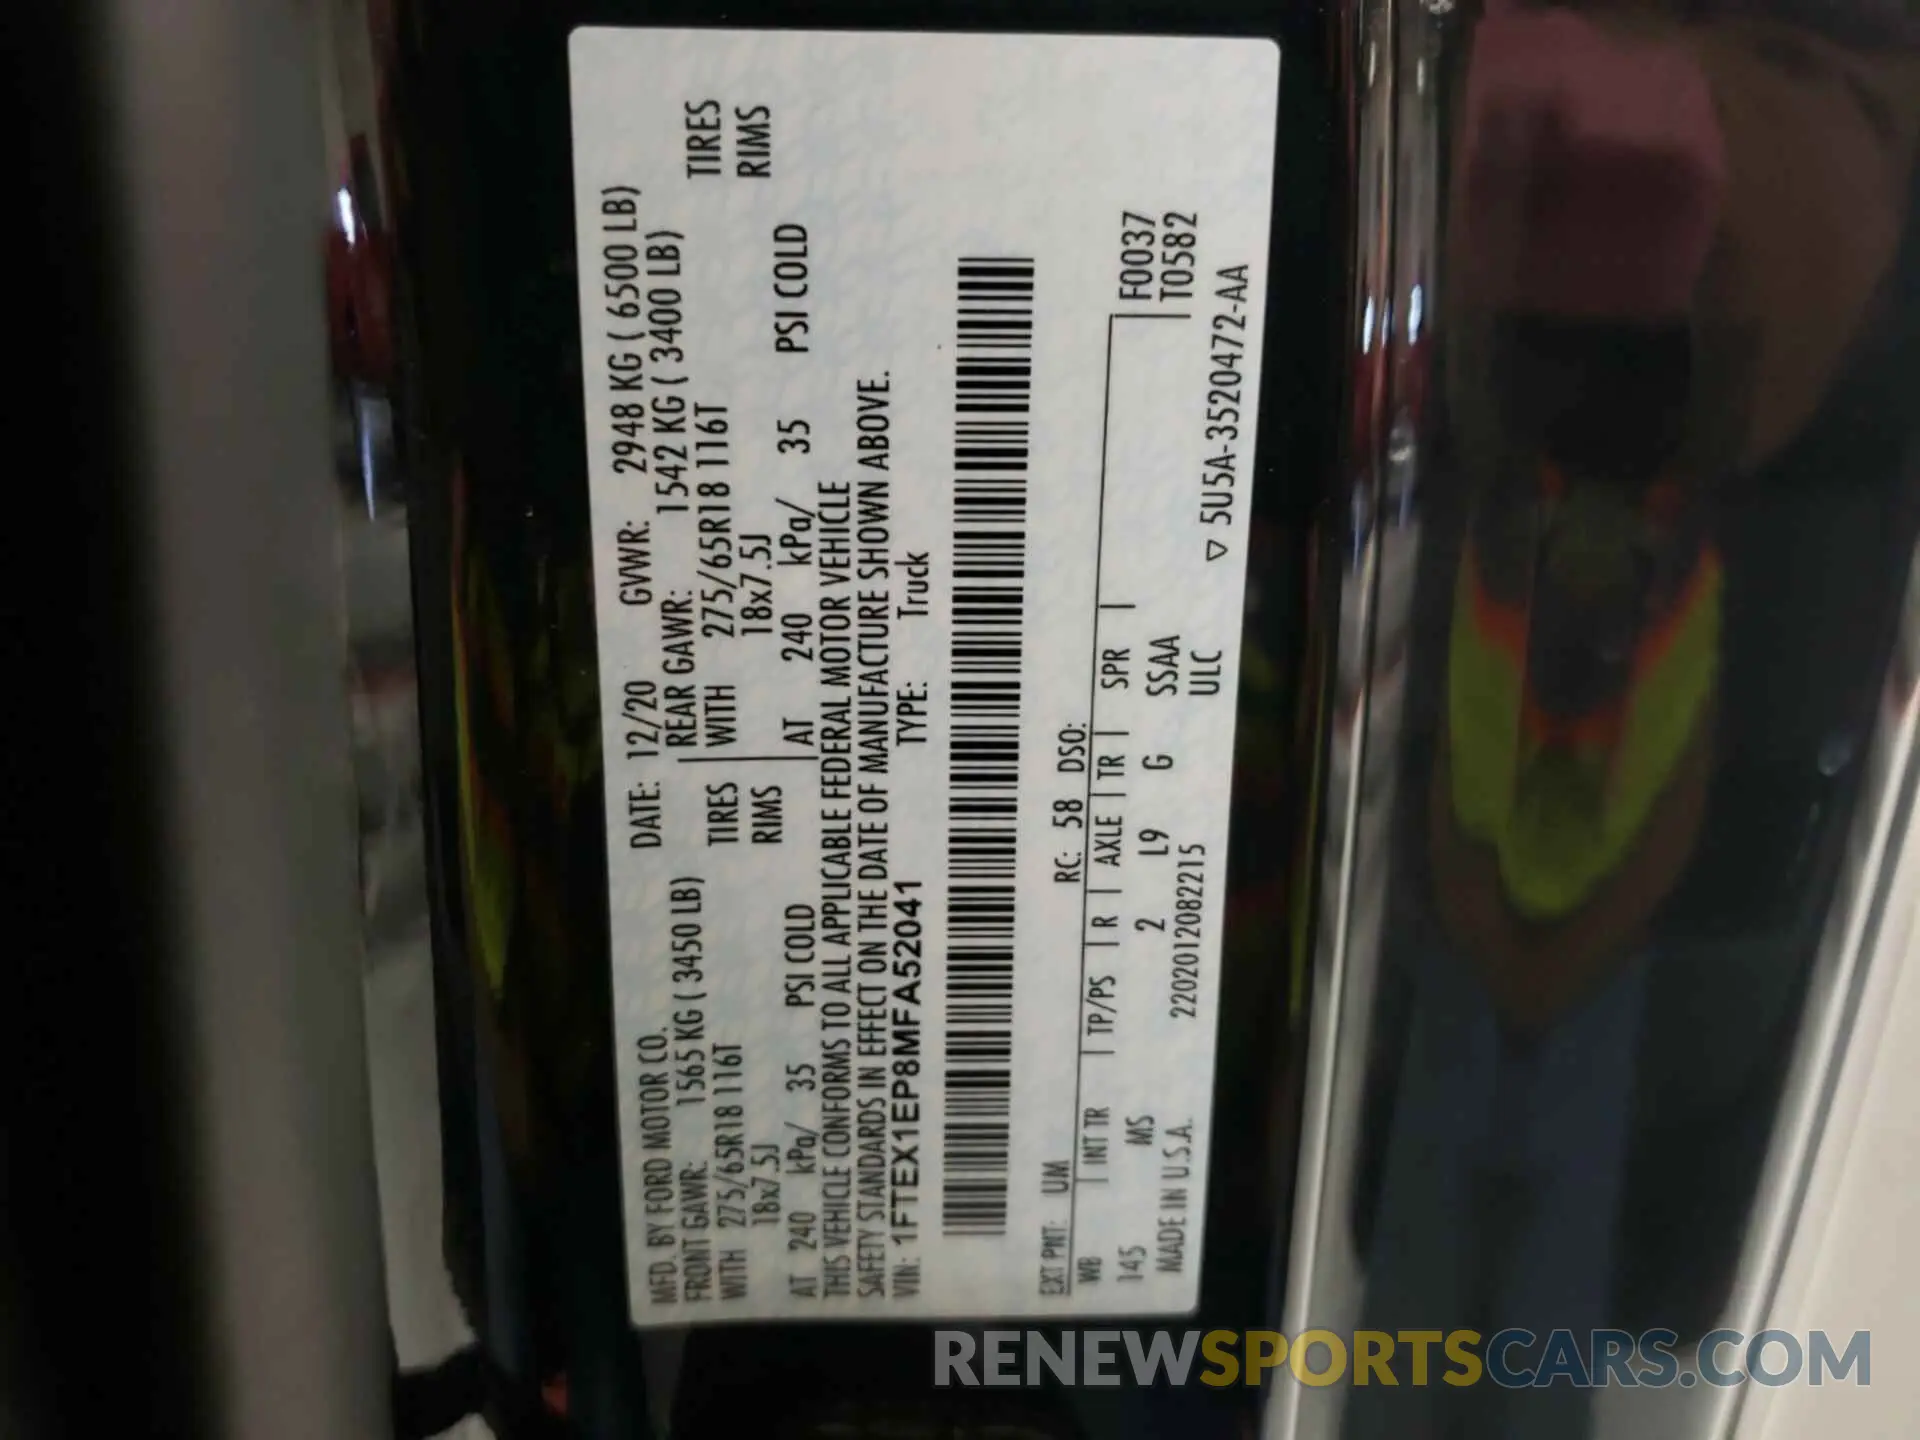 MFD. BY FORD MOTOR CO.
DATE: 12/20 GVWR: 2948 KG ( 6500 LB)
FRONT GAWR: 1565 KG ( 3450 LB)
REAR GAWR: 1542 KG ( 3400 LB)
WITH 275/65R18 116T TIRES
WITH 275/65R18 116T TIRES
18x7.5J RIMS
18x7.5J RIMS
AT 240 kPa/ 35 PSI COLD
AT 240 kPa/ 35 PSI COLD
THIS VEHICLE CONFORMS TO ALL APPLICABLE FEDERAL MOTOR VEHICLE
SAFETY STANDARDS IN EFFECT ON THE DATE OF MANUFACTURE SHOWN ABOVE.
VIN: 1FTEX1EP8MFA52041 TYPE: Truck
EXT PNT: UM RC: 58 DSO:
WB | INT TR | TP/PS | R | AXLE | TR | SPR | F0037
145 MS 2 L9 G SSAA T0582
MADE IN U.S.A. 2202012082215 ULC
▽ 5U5A-3520472-AA
RENEWSPORTSCARS.COM